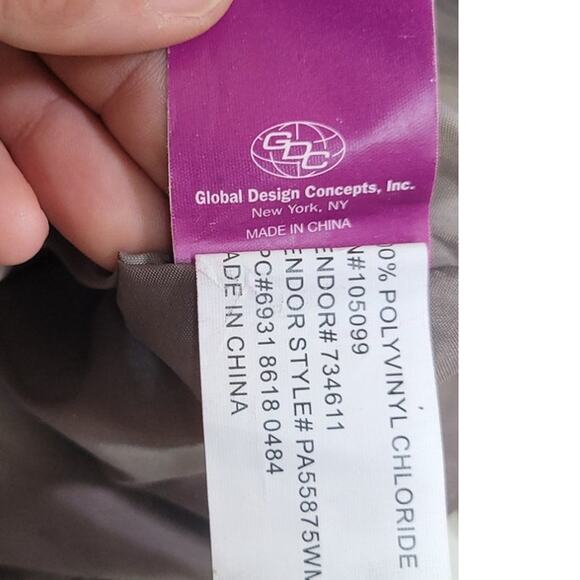 GDC
Global Design Concepts, Inc.
New York, NY
MADE IN CHINA
00% POLYVINYL CHLORIDE
N#105099
ENDOR# 734611
ENDOR STYLE# PA55875WM
PC#6931 8618 0484
ADE IN CHINA